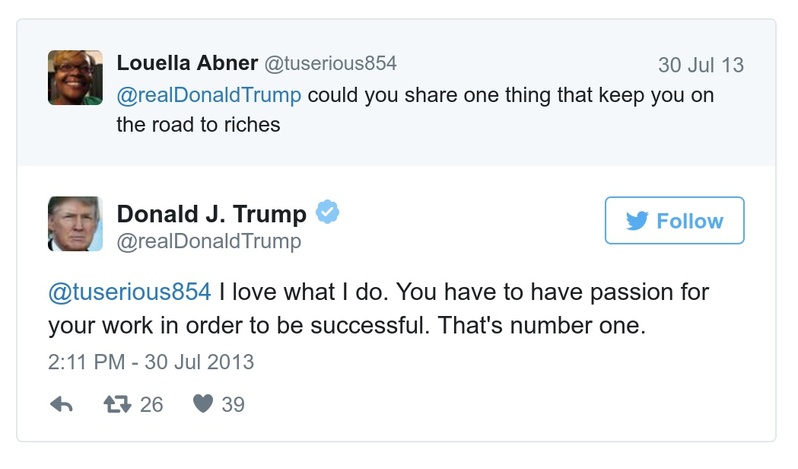 Louella Abner @tuserious854 30 Jul 13
@realDonaldTrump could you share one thing that keep you on
the road to riches
Donald J. Trump
@realDonaldTrump
Follow
@tuserious854 I love what I do. You have to have passion for
your work in order to be successful. That's number one.
2:11 PM - 30 Jul 2013
26 39